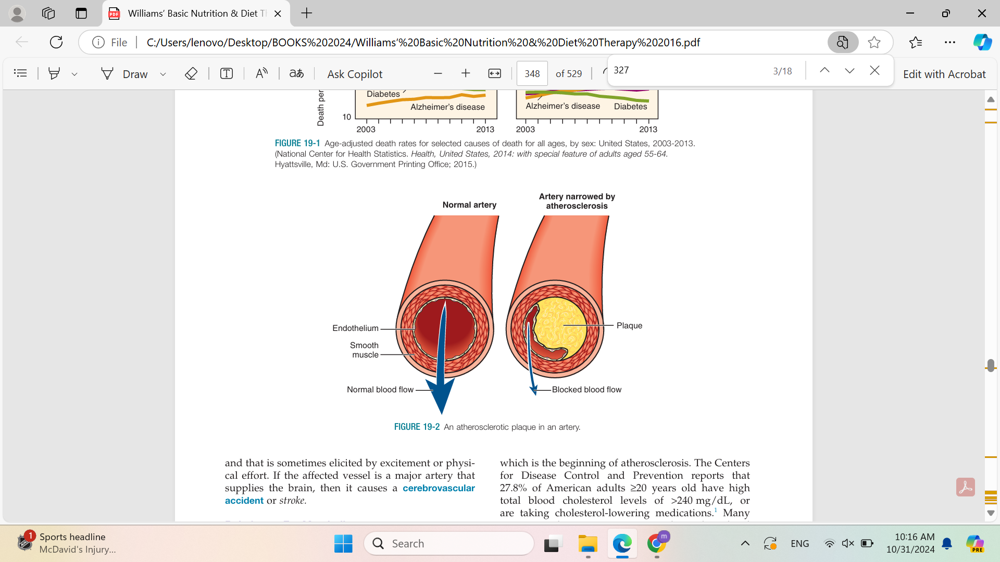 Williams' Basic Nutrition & Diet Th
File
C:/Users/lenovo/Desktop/BOOKS%202024/Williams'%20Basic%20Nutrition%20&%20Diet%20Therapy%202016.pdf
Draw
Ask Copilot
348
of 529
327
3/18
Edit with Acrobat
Death per
Diabetes
Alzheimer's disease
10
2003
2013
Alzheimer's disease
Diabetes
2003
2013
FIGURE 19-1 Age-adjusted death rates for selected causes of death for all ages, by sex: United States, 2003-2013.
(National Center for Health Statistics. Health, United States, 2014: with special feature of adults aged 55-64.
Hyattsville, Md: U.S. Government Printing Office; 2015.)
Normal artery
Artery narrowed by
atherosclerosis
Endothelium
Smooth
muscle
Normal blood flow
Plaque
Blocked blood flow
FIGURE 19-2 An atherosclerotic plaque in an artery.
and that is sometimes elicited by excitement or physi-
cal effort. If the affected vessel is a major artery that
supplies the brain, then it causes a cerebrovascular
accident or stroke.
which is the beginning of atherosclerosis. The Centers
for Disease Control and Prevention reports that
27.8% of American adults ≥20 years old have high
total blood cholesterol levels of >240 mg/dL, or
are taking cholesterol-lowering medications.1 Many
1
Sports headline
McDavid's Injury...
Search
m
ENG
10:16 AM
10/31/2024
PRE